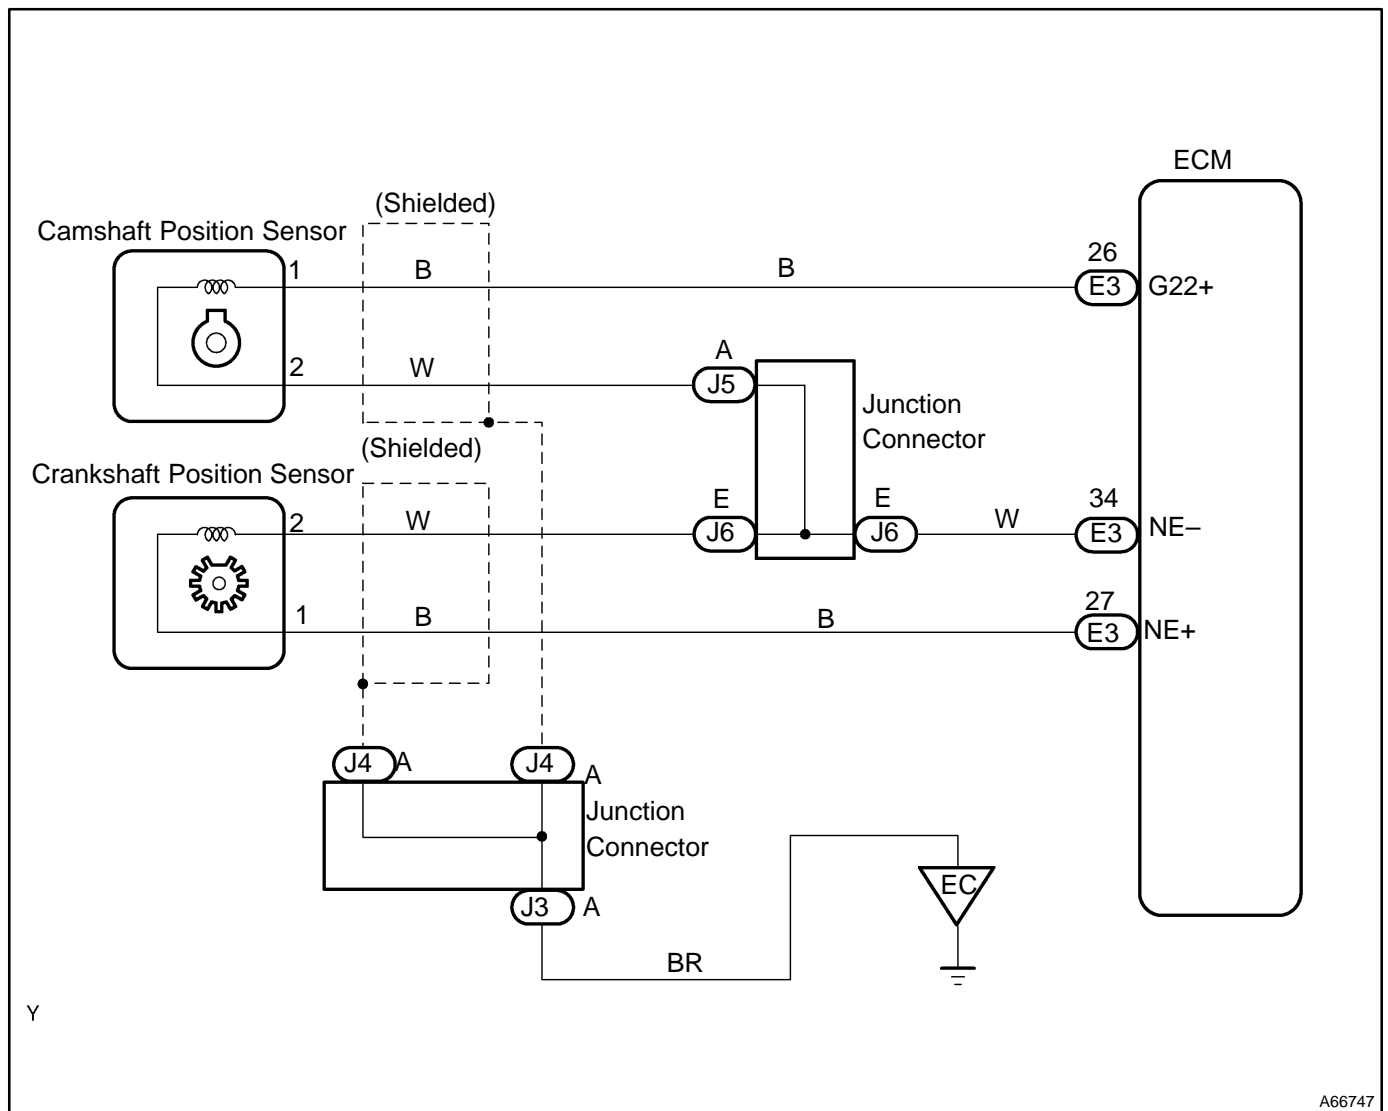 ECM
(Shielded)
Camshaft Position Sensor
1
B
B
26
E3
G22+
2
W
A
J5
Junction
Connector
(Shielded)
Crankshaft Position Sensor
2
W
E
J6
E
J6
W
34
E3
NE–
1
B
B
27
E3
NE+
J4
A
J4
A
Junction
Connector
J3
A
BR
EC
Y
A66747